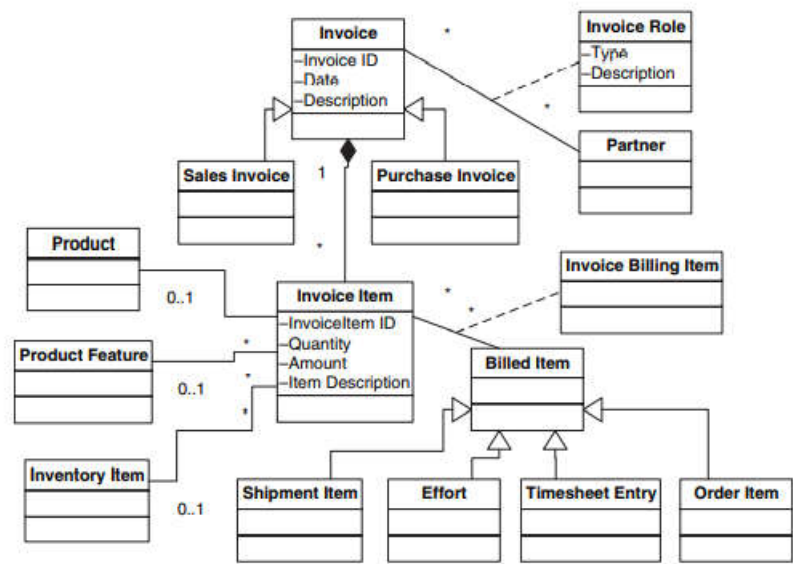 Invoice
–Invoice ID
–Date
–Description
*
Invoice Role
–Type
–Description
*
Partner
Sales Invoice
1
Purchase Invoice
*
Product
0..1
Invoice Item
–InvoiceItem ID
–Quantity
–Amount
–Item Description
*
*
Invoice Billing Item
Product Feature
*
0..1
*
*
Billed Item
Inventory Item
0..1
Shipment Item
Effort
Timesheet Entry
Order Item